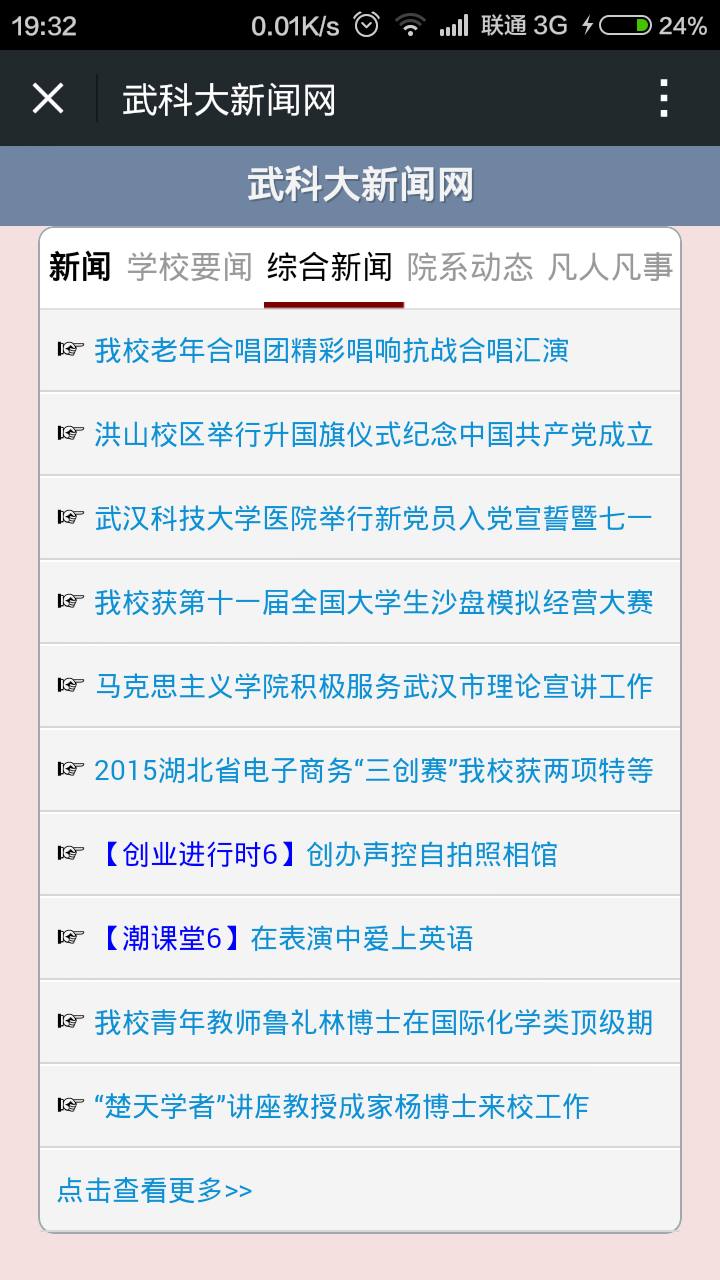 19:32 0.01K/s 联通 3G 24%
武科大新闻网
武科大新闻网
新闻 学校要闻 综合新闻 院系动态 凡人凡事
我校老年合唱团精彩唱响抗战合唱汇演
洪山校区举行升国旗仪式纪念中国共产党成立
武汉科技大学医院举行新党员入党宣誓暨七一
我校获第十一届全国大学生沙盘模拟经营大赛
马克思主义学院积极服务武汉市理论宣讲工作
2015湖北省电子商务“三创赛”我校获两项特等
【创业进行时6】创办声控自拍照相馆
【潮课堂6】在表演中爱上英语
我校青年教师鲁礼林博士在国际化学类顶级期
“楚天学者”讲座教授成家杨博士来校工作
点击查看更多>>